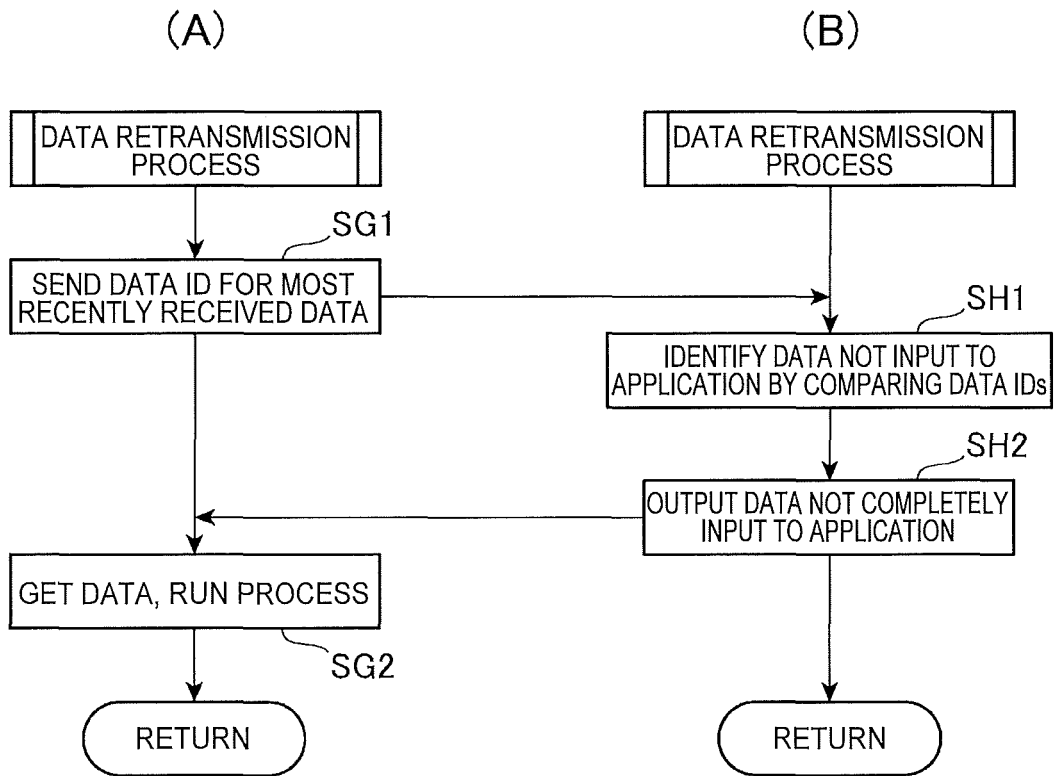 (A)
DATA RETRANSMISSION
PROCESS
SG1
SEND DATA ID FOR MOST
RECENTLY RECEIVED DATA
GET DATA, RUN PROCESS
SG2
RETURN
(B)
DATA RETRANSMISSION
PROCESS
SH1
IDENTIFY DATA NOT INPUT TO
APPLICATION BY COMPARING DATA IDs
SH2
OUTPUT DATA NOT COMPLETELY
INPUT TO APPLICATION
RETURN